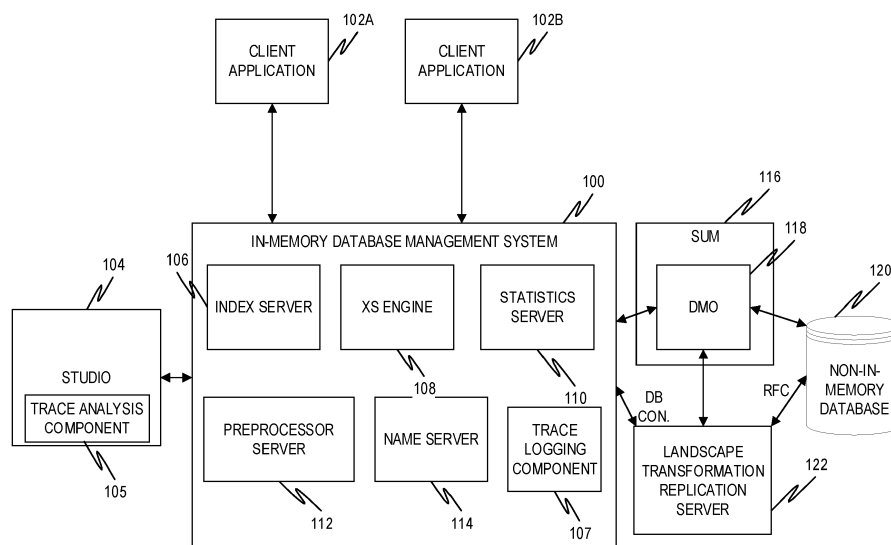 102A
102B
CLIENT
APPLICATION
CLIENT
APPLICATION
100
116
IN-MEMORY DATABASE MANAGEMENT SYSTEM
SUM
118
104
106
120
INDEX SERVER
XS ENGINE
STATISTICS
SERVER
DMO
STUDIO
TRACE ANALYSIS
COMPONENT
108
110
NON-IN-
MEMORY
DATABASE
DB
CON.
RFC
PREPROCESSOR
SERVER
NAME SERVER
TRACE
LOGGING
COMPONENT
LANDSCAPE
TRANSFORMATION
REPLICATION
SERVER
105
112
114
107
122